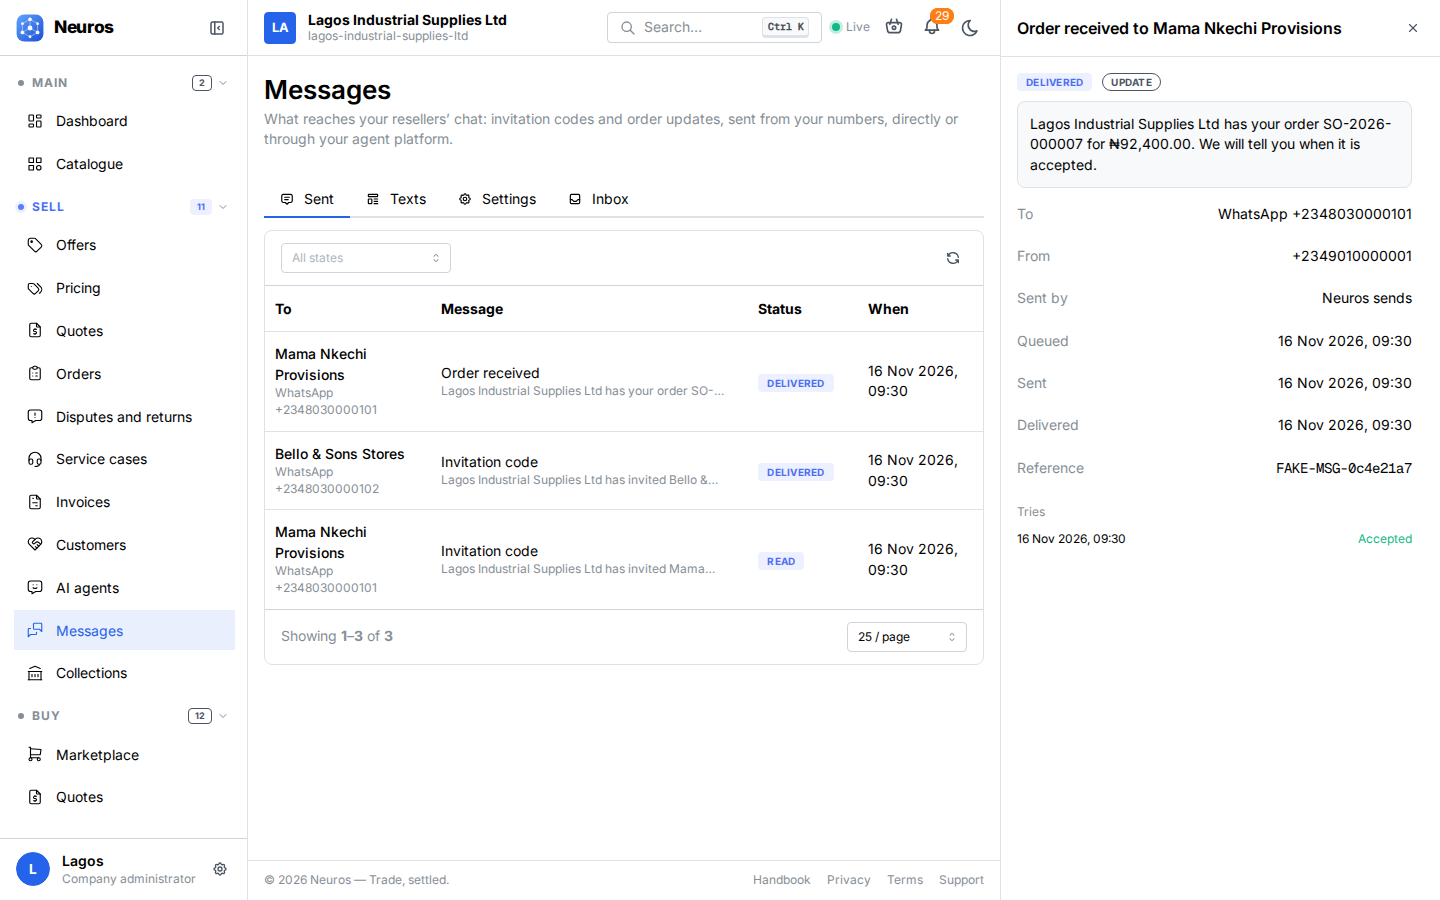 Neuros
MAIN
2
Dashboard
Catalogue
SELL
11
Offers
Pricing
Quotes
Orders
Disputes and returns
Service cases
Invoices
Customers
AI agents
Messages
Collections
BUY
12
Marketplace
Quotes
L
Lagos
Company administrator
LA
Lagos Industrial Supplies Ltd
lagos-industrial-supplies-ltd
Search...
Ctrl K
Live
29
Messages
What reaches your resellers' chat: invitation codes and order updates, sent from your numbers, directly or
through your agent platform.
Sent
Texts
Settings
Inbox
All states
To
Message
Status
When
Mama Nkechi
Provisions
WhatsApp
+2348030000101
Order received
Lagos Industrial Supplies Ltd has your order SO-...
DELIVERED
16 Nov 2026,
09:30
Bello & Sons Stores
WhatsApp
+2348030000102
Invitation code
Lagos Industrial Supplies Ltd has invited Bello &...
DELIVERED
16 Nov 2026,
09:30
Mama Nkechi
Provisions
WhatsApp
+2348030000101
Invitation code
Lagos Industrial Supplies Ltd has invited Mama...
READ
16 Nov 2026,
09:30
Showing 1–3 of 3
25 / page
© 2026 Neuros — Trade, settled.
Handbook
Privacy
Terms
Support
Order received to Mama Nkechi Provisions
DELIVERED
UPDATE
Lagos Industrial Supplies Ltd has your order SO-2026-
000007 for ₦92,400.00. We will tell you when it is
accepted.
To
WhatsApp +2348030000101
From
+2349010000001
Sent by
Neuros sends
Queued
16 Nov 2026, 09:30
Sent
16 Nov 2026, 09:30
Delivered
16 Nov 2026, 09:30
Reference
FAKE-MSG-0c4e21a7
Tries
16 Nov 2026, 09:30
Accepted